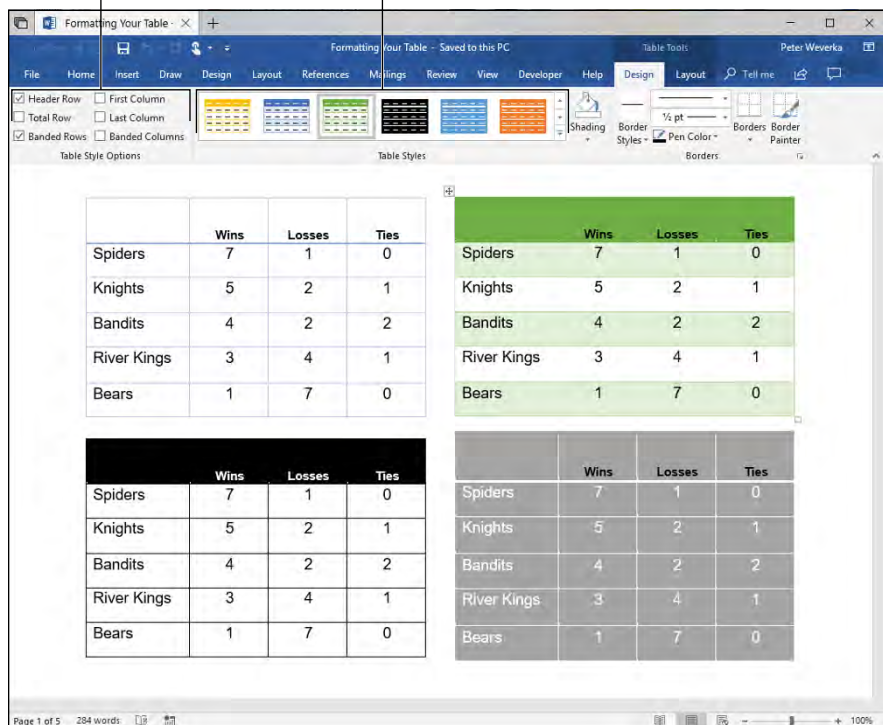 Formatting Your Table -
Formatting Your Table - Saved to this PC
Table Tools
Peter Weverka
File Home Insert Draw Design Layout References Mailings Review View Developer Help Design Layout Tell me
Header Row First Column
Total Row Last Column
Banded Rows Banded Columns
Table Style Options
Table Styles
Shading
Border Styles
½ pt
Pen Color
Borders
Border Painter
Borders
Wins Losses Ties
Spiders 7 1 0
Knights 5 2 1
Bandits 4 2 2
River Kings 3 4 1
Bears 1 7 0
Wins Losses Ties
Spiders 7 1 0
Knights 5 2 1
Bandits 4 2 2
River Kings 3 4 1
Bears 1 7 0
Wins Losses Ties
Spiders 7 1 0
Knights 5 2 1
Bandits 4 2 2
River Kings 3 4 1
Bears 1 7 0
Wins Losses Ties
Spiders 7 1 0
Knights 5 2 1
Bandits 4 2 2
River Kings 3 4 1
Bears 1 7 0
Page 1 of 5 284 words 100%